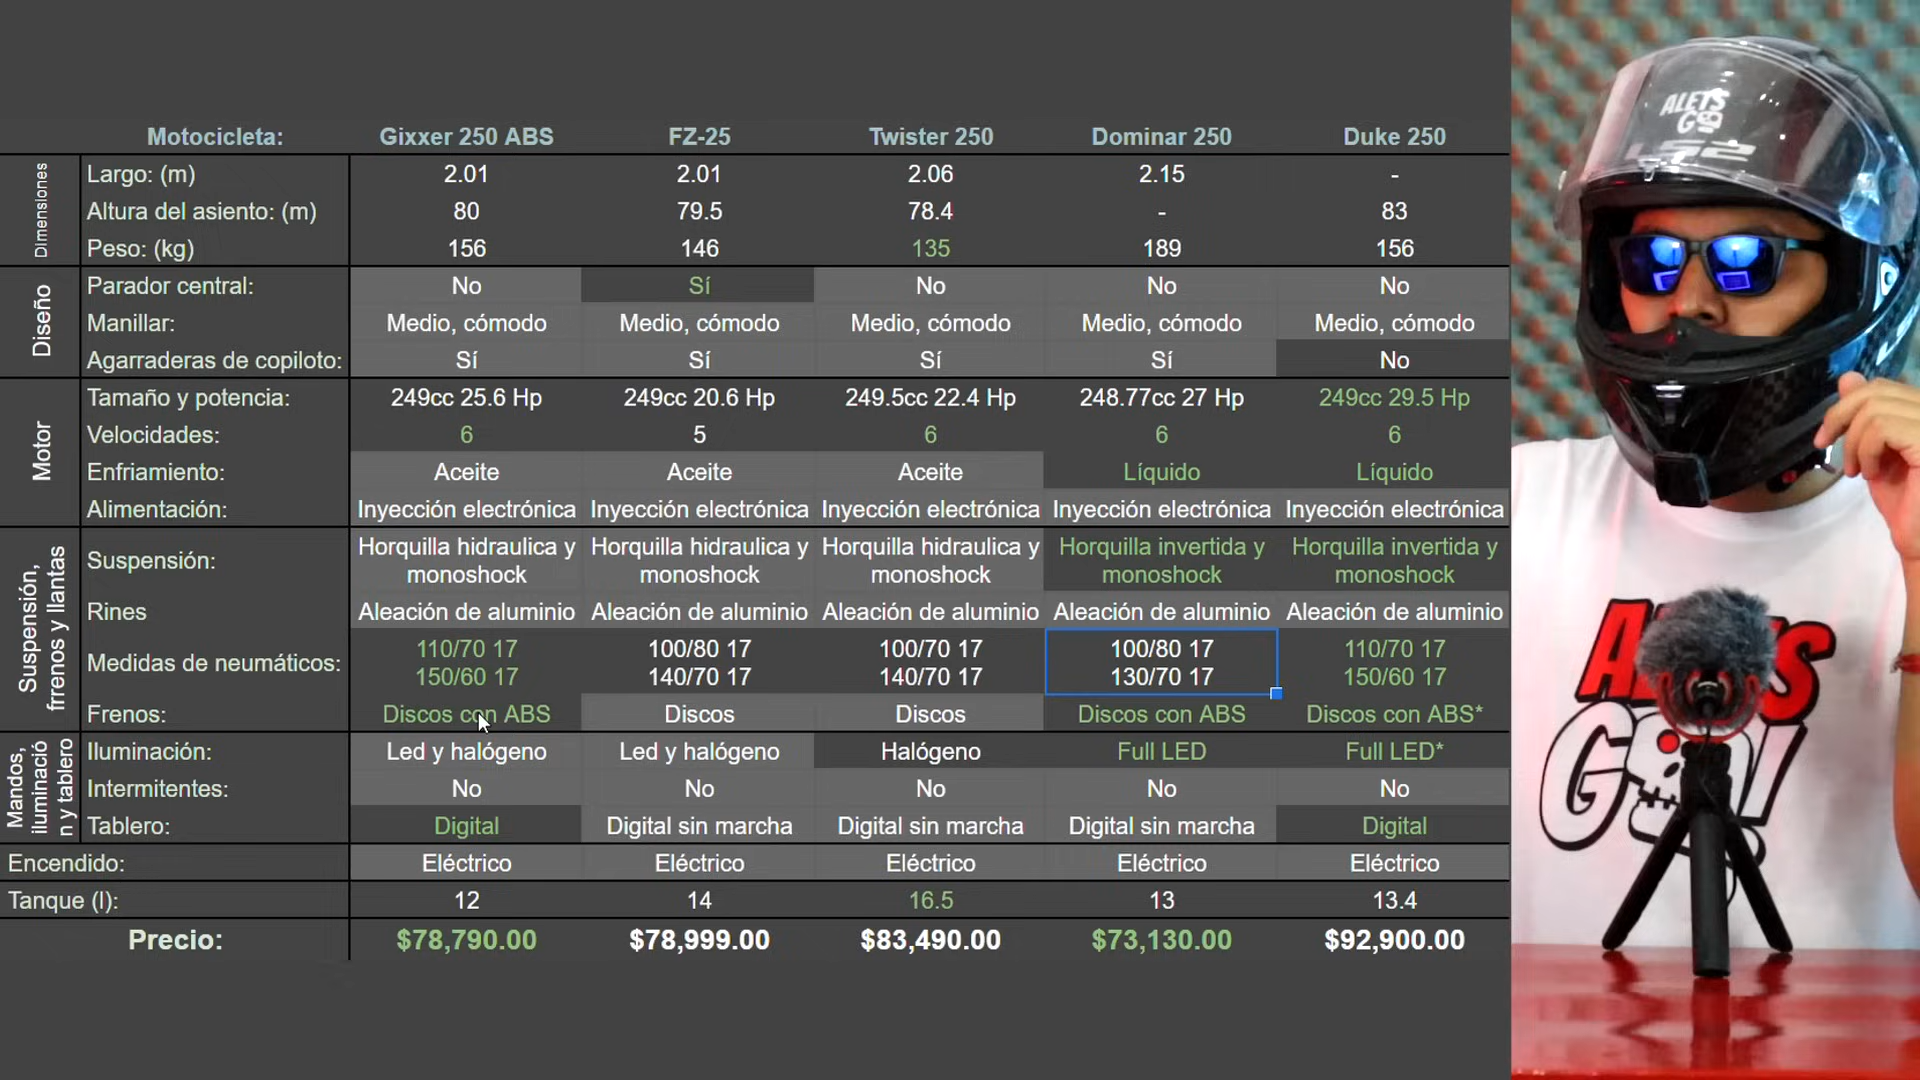 Motocicleta: Gixxer 250 ABS FZ-25 Twister 250 Dominar 250 Duke 250
Dimensiones
Largo: (m) 2.01 2.01 2.06 2.15 -
Altura del asiento: (m) 80 79.5 78.4 - 83
Peso: (kg) 156 146 135 189 156
Diseño
Parador central: No Sí No No No
Manillar: Medio, cómodo Medio, cómodo Medio, cómodo Medio, cómodo Medio, cómodo
Agarraderas de copiloto: Sí Sí Sí Sí No
Motor
Tamaño y potencia: 249cc 25.6 Hp 249cc 20.6 Hp 249.5cc 22.4 Hp 248.77cc 27 Hp 249cc 29.5 Hp
Velocidades: 6 5 6 6 6
Enfriamiento: Aceite Aceite Aceite Líquido Líquido
Alimentación: Inyección electrónica Inyección electrónica Inyección electrónica Inyección electrónica Inyección electrónica
Suspensión,
frrenos y llantas
Suspensión: Horquilla hidraulica y Horquilla hidraulica y Horquilla hidraulica y Horquilla invertida y Horquilla invertida y
monoshock monoshock monoshock monoshock monoshock
Rines Aleación de aluminio Aleación de aluminio Aleación de aluminio Aleación de aluminio Aleación de aluminio
Medidas de neumáticos: 110/70 17 100/80 17 100/70 17 100/80 17 110/70 17
150/60 17 140/70 17 140/70 17 130/70 17 150/60 17
Frenos: Discos con ABS Discos Discos Discos con ABS Discos con ABS*
Mandos,
iluminació
n y tablero
Iluminación: Led y halógeno Led y halógeno Halógeno Full LED Full LED*
Intermitentes: No No No No No
Tablero: Digital Digital sin marcha Digital sin marcha Digital sin marcha Digital
Encendido: Eléctrico Eléctrico Eléctrico Eléctrico Eléctrico
Tanque (l): 12 14 16.5 13 13.4
Precio: $78,790.00 $78,999.00 $83,490.00 $73,130.00 $92,900.00
ALETS
GO
LS2
ALETS
GO!